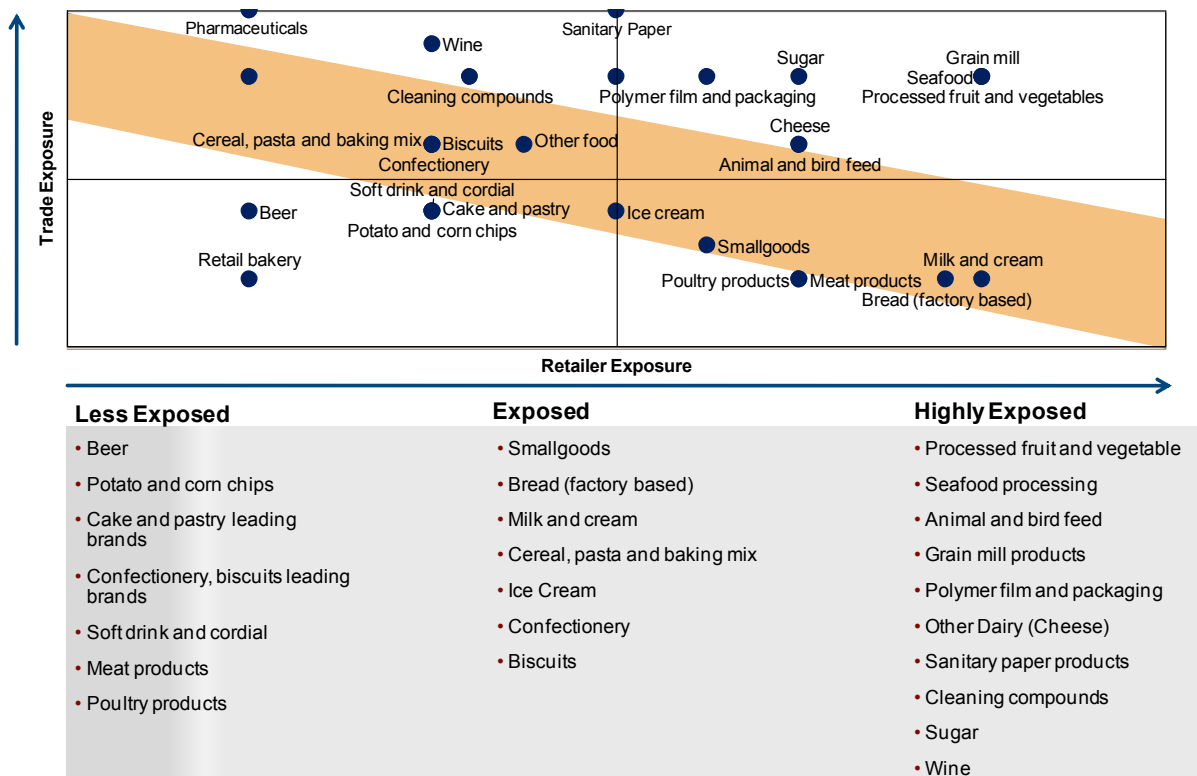 Pharmaceuticals
Sanitary Paper
Wine
Sugar
Grain mill
Seafood
Cleaning compounds
Polymer film and packaging
Processed fruit and vegetables
Cheese
Cereal, pasta and baking mix
Biscuits
Other food
Confectionery
Animal and bird feed
Soft drink and cordial
Beer
Cake and pastry
Ice cream
Potato and corn chips
Smallgoods
Retail bakery
Poultry products
Meat products
Milk and cream
Bread (factory based)
Trade Exposure
Retailer Exposure
Less Exposed
• Beer
• Potato and corn chips
• Cake and pastry leading
brands
• Confectionery, biscuits leading
brands
• Soft drink and cordial
• Meat products
• Poultry products
Exposed
• Smallgoods
• Bread (factory based)
• Milk and cream
• Cereal, pasta and baking mix
• Ice Cream
• Confectionery
• Biscuits
Highly Exposed
• Processed fruit and vegetable
• Seafood processing
• Animal and bird feed
• Grain mill products
• Polymer film and packaging
• Other Dairy (Cheese)
• Sanitary paper products
• Cleaning compounds
• Sugar
• Wine